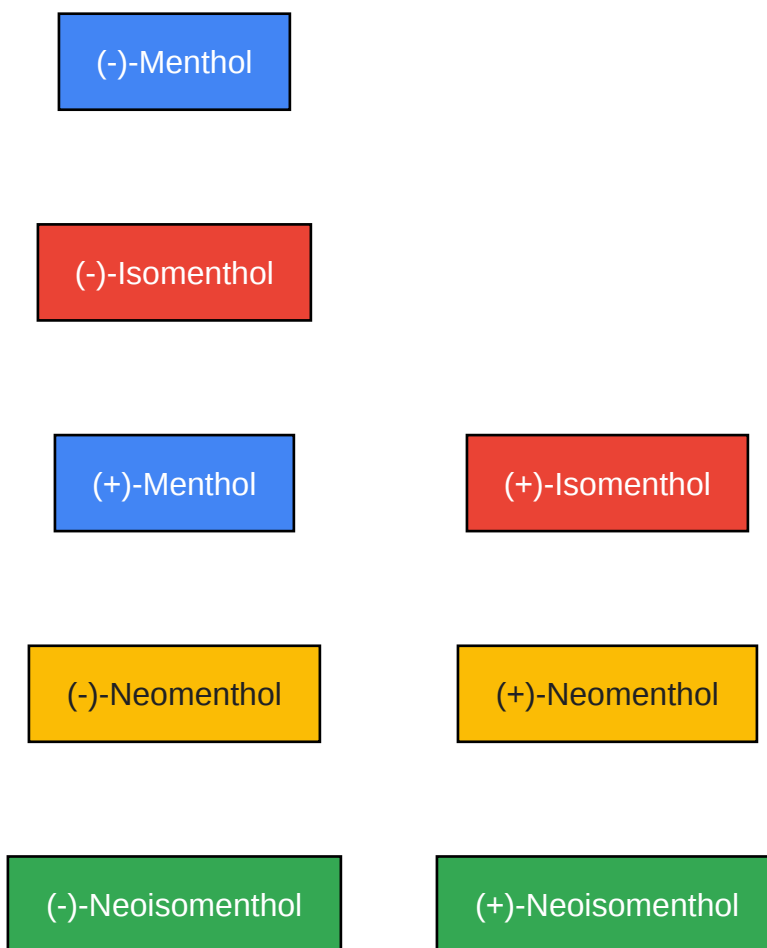 (-)-Menthol
(-)-Isomenthol
(+)-Menthol
(+)-Isomenthol
(-)-Neomenthol
(+)-Neomenthol
(-)-Neoisomenthol
(+)-Neoisomenthol